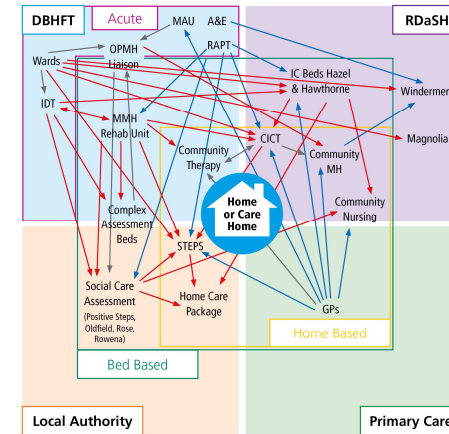 DBHFT
Acute
MAU
A&E
RDaSH
OPMH
Liaison
RAPT
Wards
IC Beds Hazel
& Hawthorne
Windermer
IDT
MMH
Rehab Unit
CICT
Magnolia
Community
Therapy
Community
MH
Home
or Care
Home
Community
Nursing
Complex
Assessment
Beds
STEPS
Social Care
Assessment
(Positive Steps,
Oldfield, Rose,
Rowena)
Home Care
Package
GPs
Home Based
Bed Based
Local Authority
Primary Care